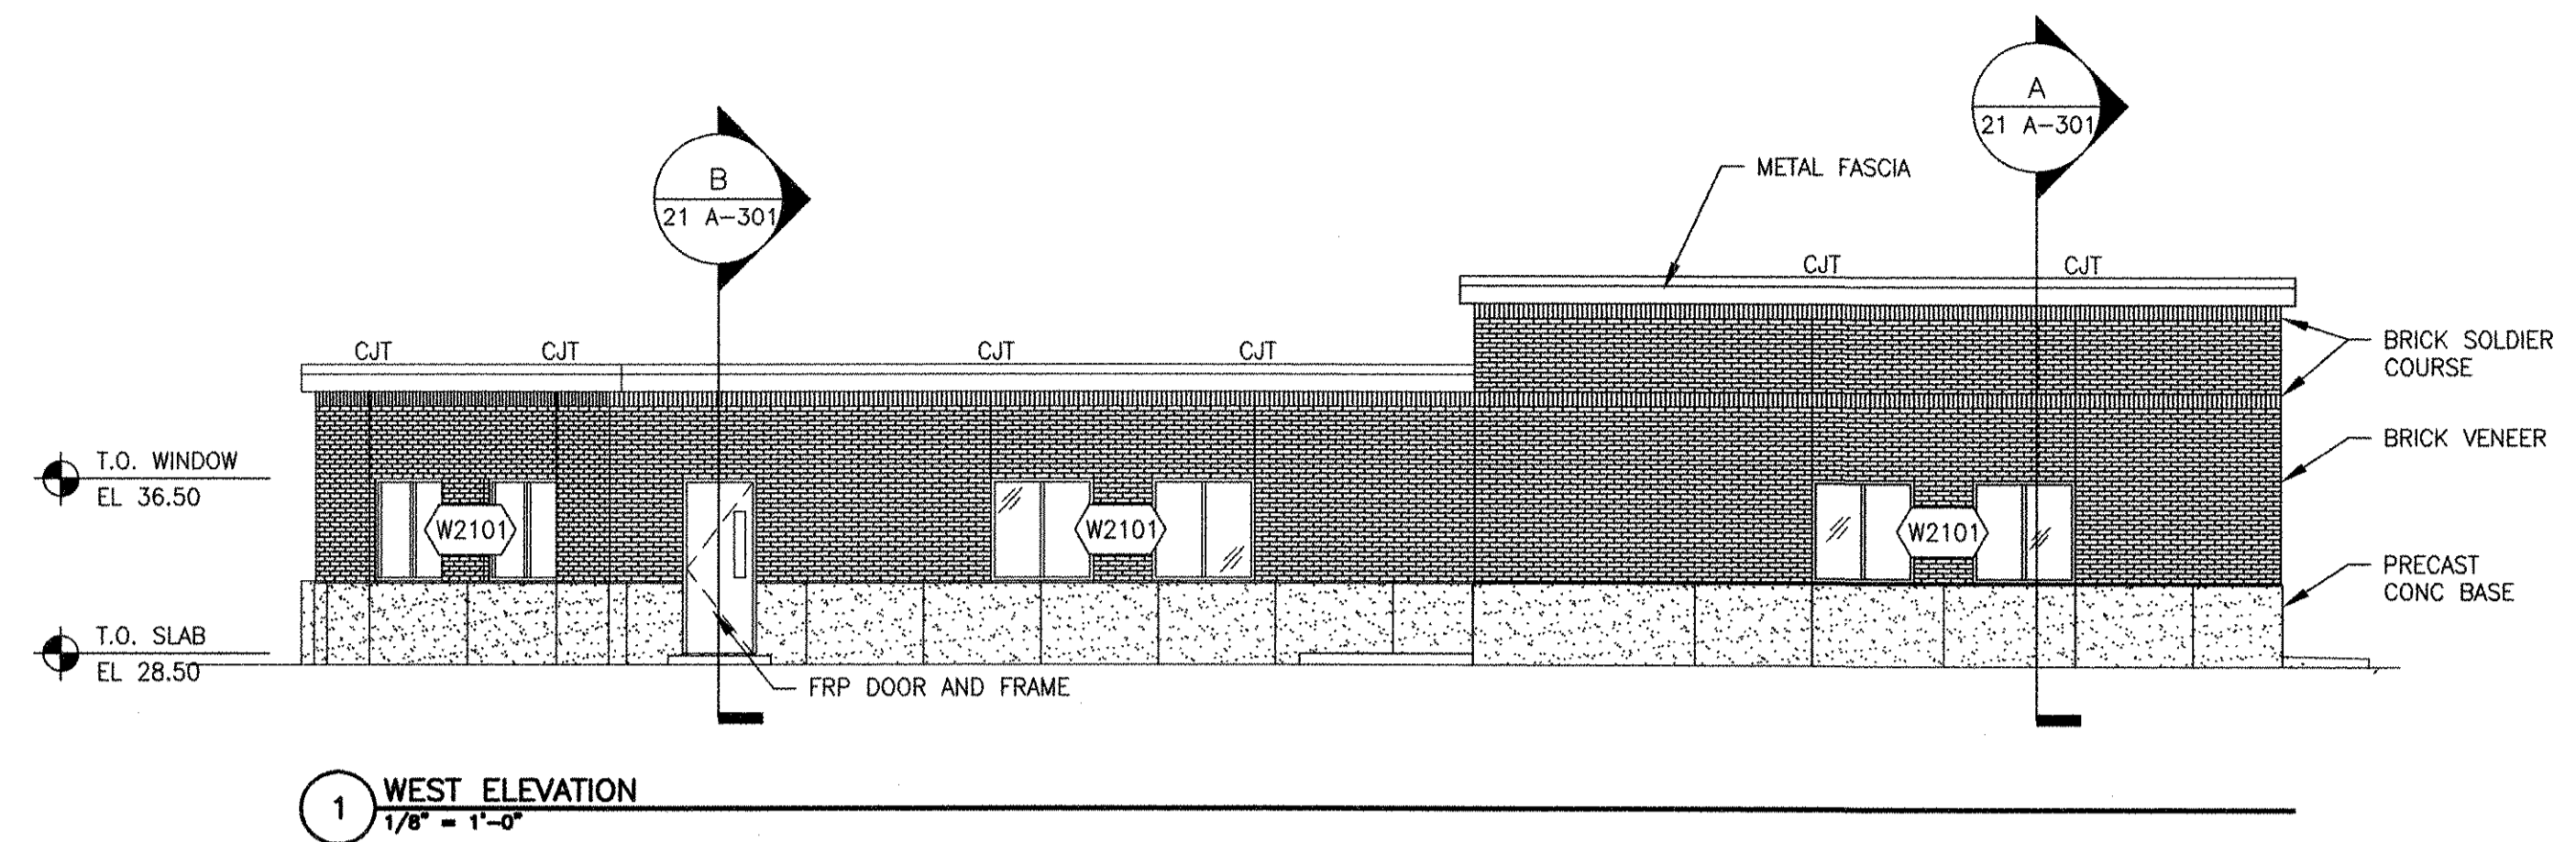 A
21 A-301
B
21 A-301
METAL FASCIA
CJT
CJT
CJT
CJT
CJT
CJT
BRICK SOLDIER
COURSE
BRICK VENEER
T.O. WINDOW
EL 36.50
W2101
W2101
W2101
PRECAST
CONC BASE
T.O. SLAB
EL 28.50
FRP DOOR AND FRAME
1
WEST ELEVATION
1/8" = 1'-0"